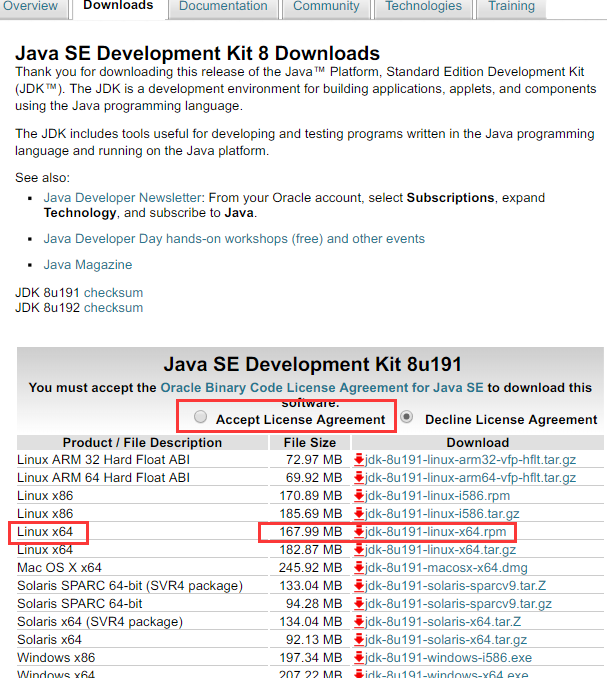 Overview Downloads Documentation Community Technologies Training
Java SE Development Kit 8 Downloads
Thank you for downloading this release of the Java™ Platform, Standard Edition Development Kit
(JDK™). The JDK is a development environment for building applications, applets, and components
using the Java programming language.
The JDK includes tools useful for developing and testing programs written in the Java programming
language and running on the Java platform.
See also:
Java Developer Newsletter: From your Oracle account, select Subscriptions, expand
Technology, and subscribe to Java.
Java Developer Day hands-on workshops (free) and other events
Java Magazine
JDK 8u191 checksum
JDK 8u192 checksum
Java SE Development Kit 8u191
You must accept the Oracle Binary Code License Agreement for Java SE to download this
software.
Accept License Agreement Decline License Agreement
Product / File Description File Size Download
Linux ARM 32 Hard Float ABI 72.97 MB jdk-8u191-linux-arm32-vfp-hflt.tar.gz
Linux ARM 64 Hard Float ABI 69.92 MB jdk-8u191-linux-arm64-vfp-hflt.tar.gz
Linux x86 170.89 MB jdk-8u191-linux-i586.rpm
Linux x86 185.69 MB jdk-8u191-linux-i586.tar.gz
Linux x64 167.99 MB jdk-8u191-linux-x64.rpm
Linux x64 182.87 MB jdk-8u191-linux-x64.tar.gz
Mac OS X x64 245.92 MB jdk-8u191-macosx-x64.dmg
Solaris SPARC 64-bit (SVR4 package) 133.04 MB jdk-8u191-solaris-sparcv9.tar.Z
Solaris SPARC 64-bit 94.28 MB jdk-8u191-solaris-sparcv9.tar.gz
Solaris x64 (SVR4 package) 134.04 MB jdk-8u191-solaris-x64.tar.Z
Solaris x64 92.13 MB jdk-8u191-solaris-x64.tar.gz
Windows x86 197.34 MB jdk-8u191-windows-i586.exe
Windows x64 207.22 MB jdk-8u191-windows-x64.exe